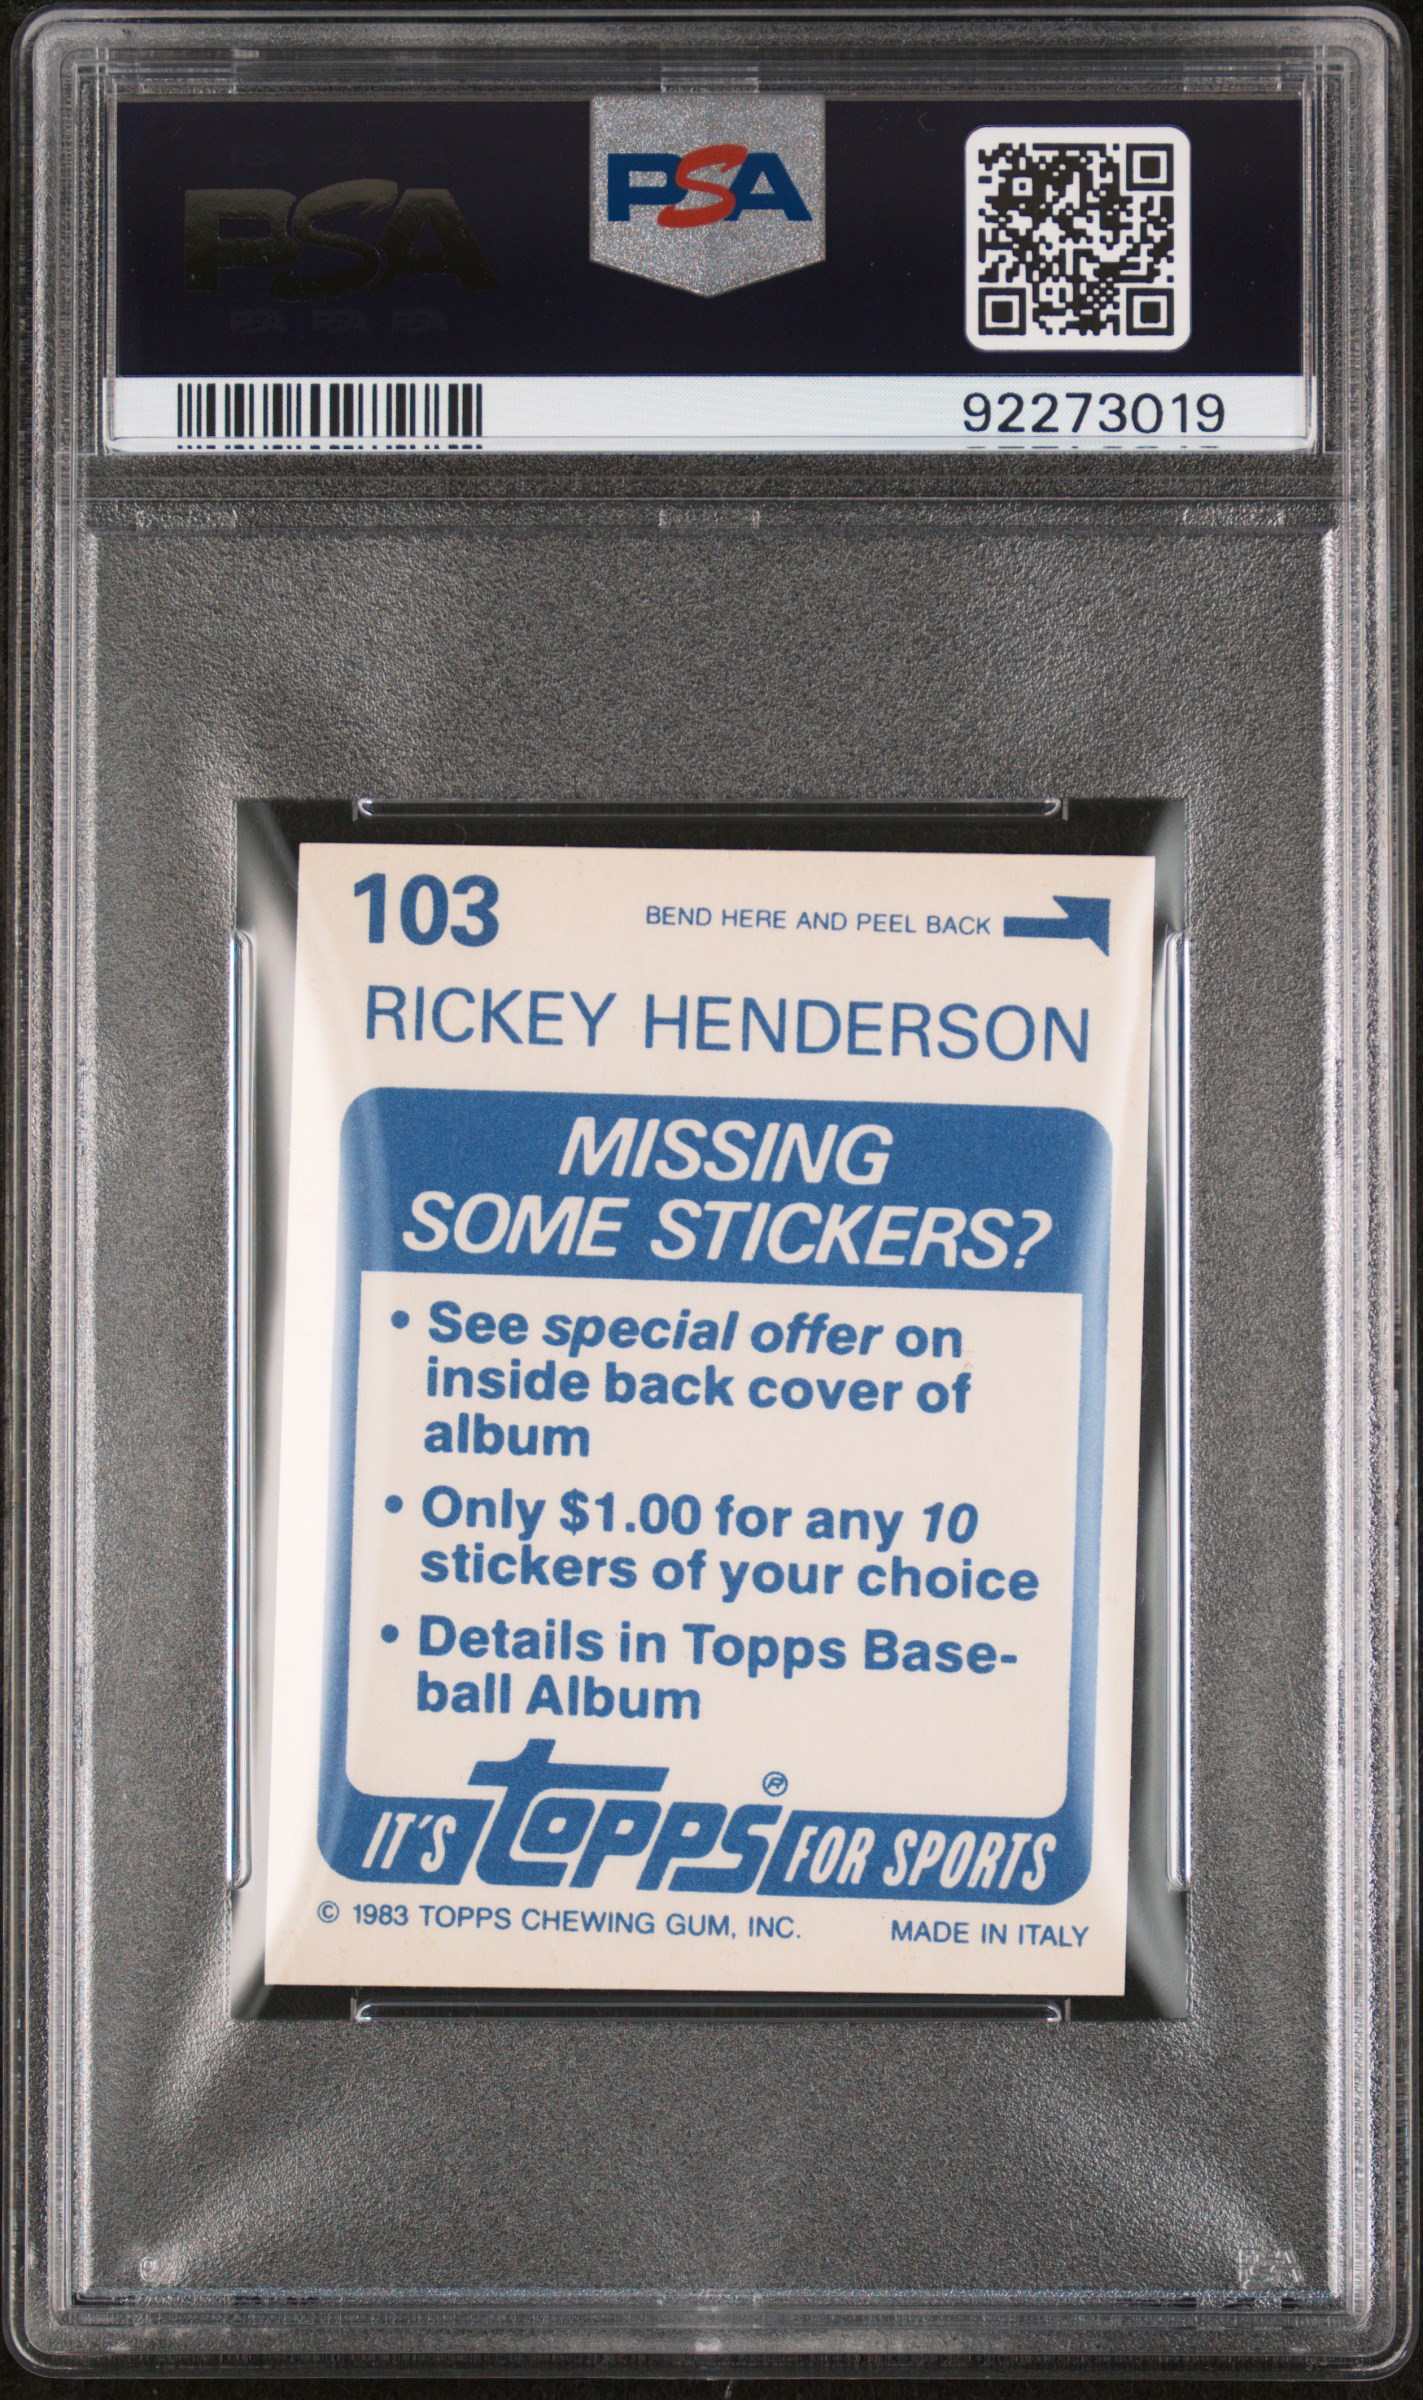 PSA
PSA
92273019
103
BEND HERE AND PEEL BACK
RICKEY HENDERSON
MISSING
SOME STICKERS?
• See special offer on
inside back cover of
album
• Only $1.00 for any 10
stickers of your choice
• Details in Topps Base-
ball Album
IT'S topps® FOR SPORTS
© 1983 TOPPS CHEWING GUM, INC. MADE IN ITALY
©
PSA